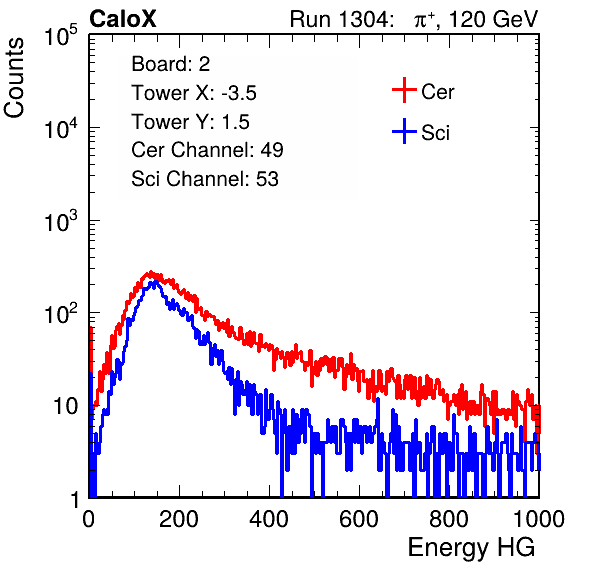 CaloX Run 1304: π⁺, 120 GeV
Counts
10⁵
10⁴
10³
10²
10
1
Board: 2
Tower X: -3.5
Tower Y: 1.5
Cer Channel: 49
Sci Channel: 53
Cer
Sci
0 200 400 600 800 1000
Energy HG